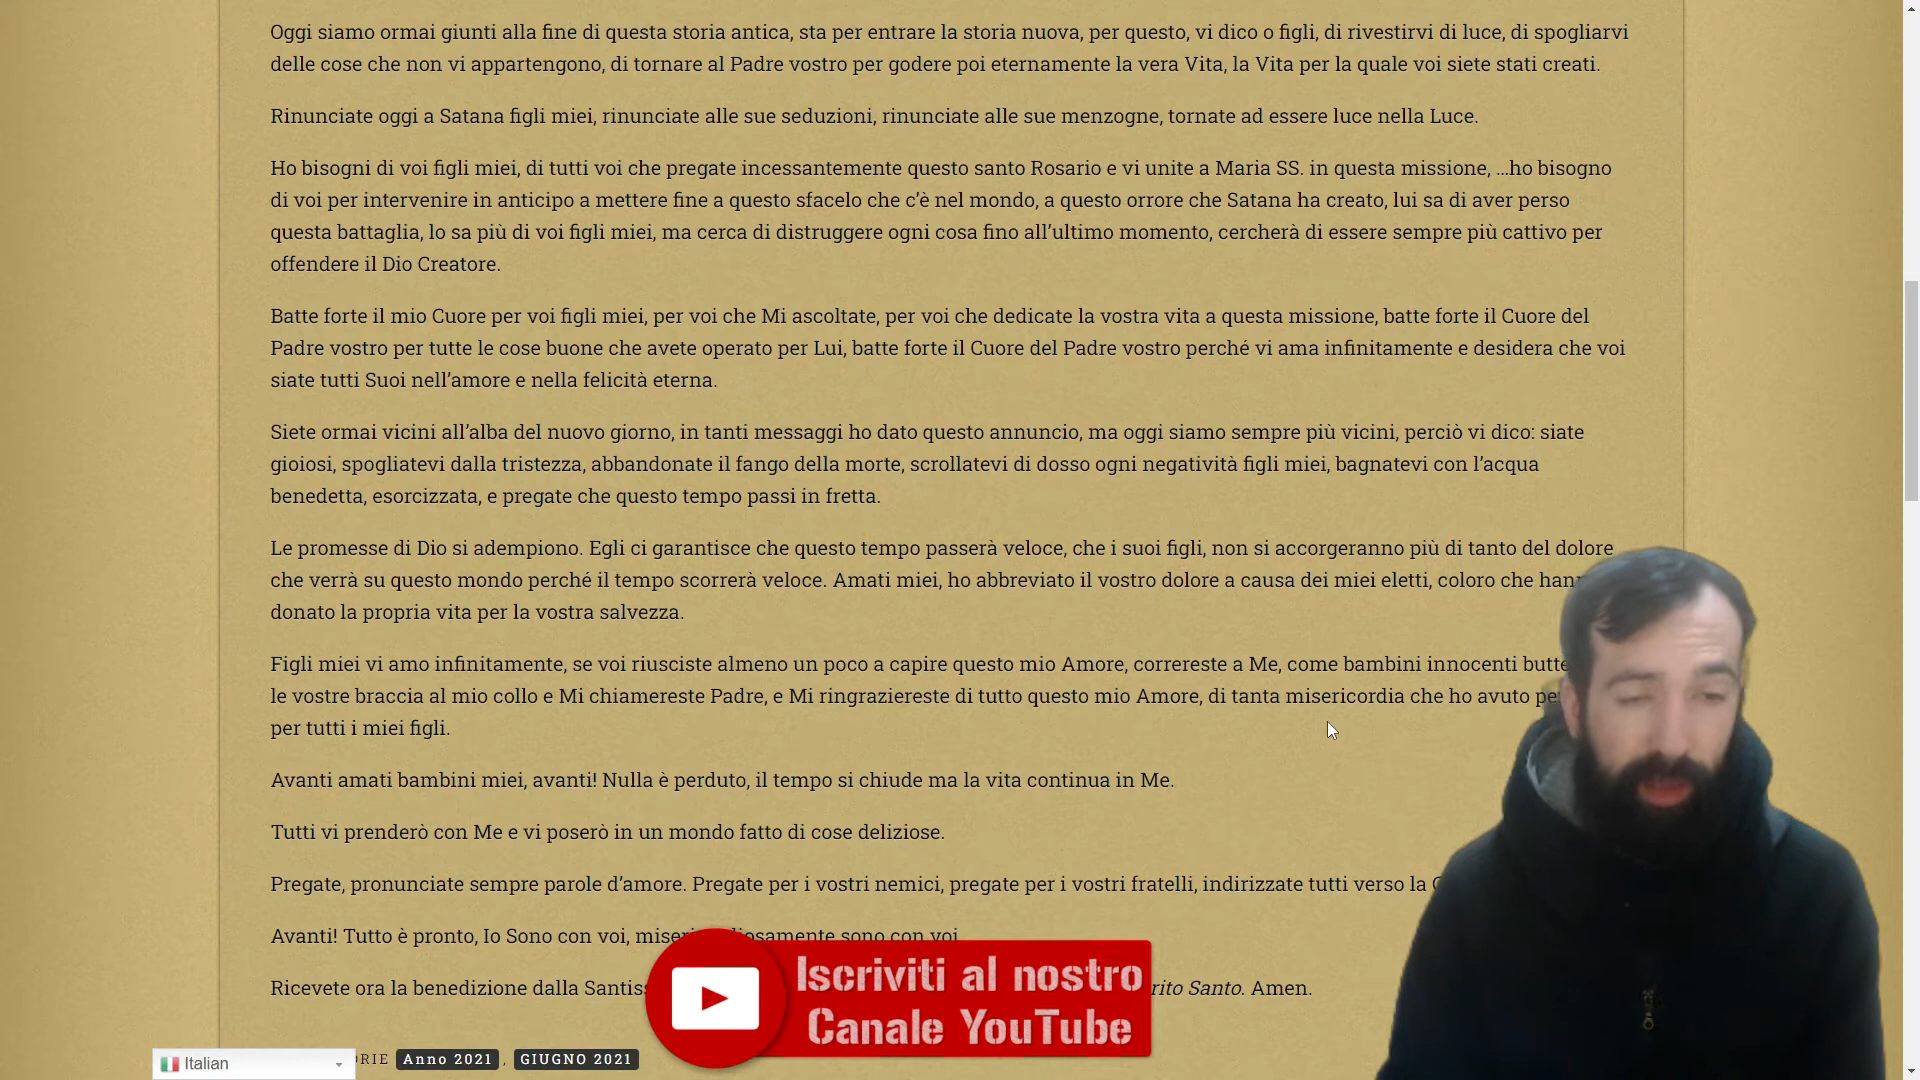 Oggi siamo ormai giunti alla fine di questa storia antica, sta per entrare la storia nuova, per questo, vi dico o figli, di rivestirvi di luce, di spogliarvi
delle cose che non vi appartengono, di tornare al Padre vostro per godere poi eternamente la vera Vita, la Vita per la quale voi siete stati creati.
Rinunciate oggi a Satana figli miei, rinunciate alle sue seduzioni, rinunciate alle sue menzogne, tornate ad essere luce nella Luce.
Ho bisogni di voi figli miei, di tutti voi che pregate incessantemente questo santo Rosario e vi unite a Maria SS. in questa missione, …ho bisogno
di voi per intervenire in anticipo a mettere fine a questo sfacelo che c’è nel mondo, a questo orrore che Satana ha creato, lui sa di aver perso
questa battaglia, lo sa più di voi figli miei, ma cerca di distruggere ogni cosa fino all’ultimo momento, cercherà di essere sempre più cattivo per
offendere il Dio Creatore.
Batte forte il mio Cuore per voi figli miei, per voi che Mi ascoltate, per voi che dedicate la vostra vita a questa missione, batte forte il Cuore del
Padre vostro per tutte le cose buone che avete operato per Lui, batte forte il Cuore del Padre vostro perché vi ama infinitamente e desidera che voi
siate tutti Suoi nell’amore e nella felicità eterna.
Siete ormai vicini all’alba del nuovo giorno, in tanti messaggi ho dato questo annuncio, ma oggi siamo sempre più vicini, perciò vi dico: siate
gioiosi, spogliatevi dalla tristezza, abbandonate il fango della morte, scrollatevi di dosso ogni negatività figli miei, bagnatevi con l’acqua
benedetta, esorcizzata, e pregate che questo tempo passi in fretta.
Le promesse di Dio si adempiono. Egli ci garantisce che questo tempo passerà veloce, che i suoi figli, non si accorgeranno più di tanto del dolore
che verrà su questo mondo perché il tempo scorrerà veloce. Amati miei, ho abbreviato il vostro dolore a causa dei miei eletti, coloro che
donato la propria vita per la vostra salvezza.
Figli miei vi amo infinitamente, se voi riusciste almeno un poco a capire questo mio Amore, correreste a Me, come bambini innocenti
le vostre braccia al mio collo e Mi chiamereste Padre, e Mi ringraziereste di tutto questo mio Amore, di tanta misericordia che ho avuto
per tutti i miei figli.
Avanti amati bambini miei, avanti! Nulla è perduto, il tempo si chiude ma la vita continua in Me.
Tutti vi prenderò con Me e vi poserò in un mondo fatto di cose deliziose.
Pregate, pronunciate sempre parole d’amore. Pregate per i vostri nemici, pregate per i vostri fratelli, indirizzate tutti verso la
Avanti! Tutto è pronto, Io Sono con voi, misericordiosamente sono con voi
Ricevete ora la benedizione dalla Santo. Amen.
Iscriviti al nostro
Canale YouTube
Anno 2021 , GIUGNO 2021
Italian